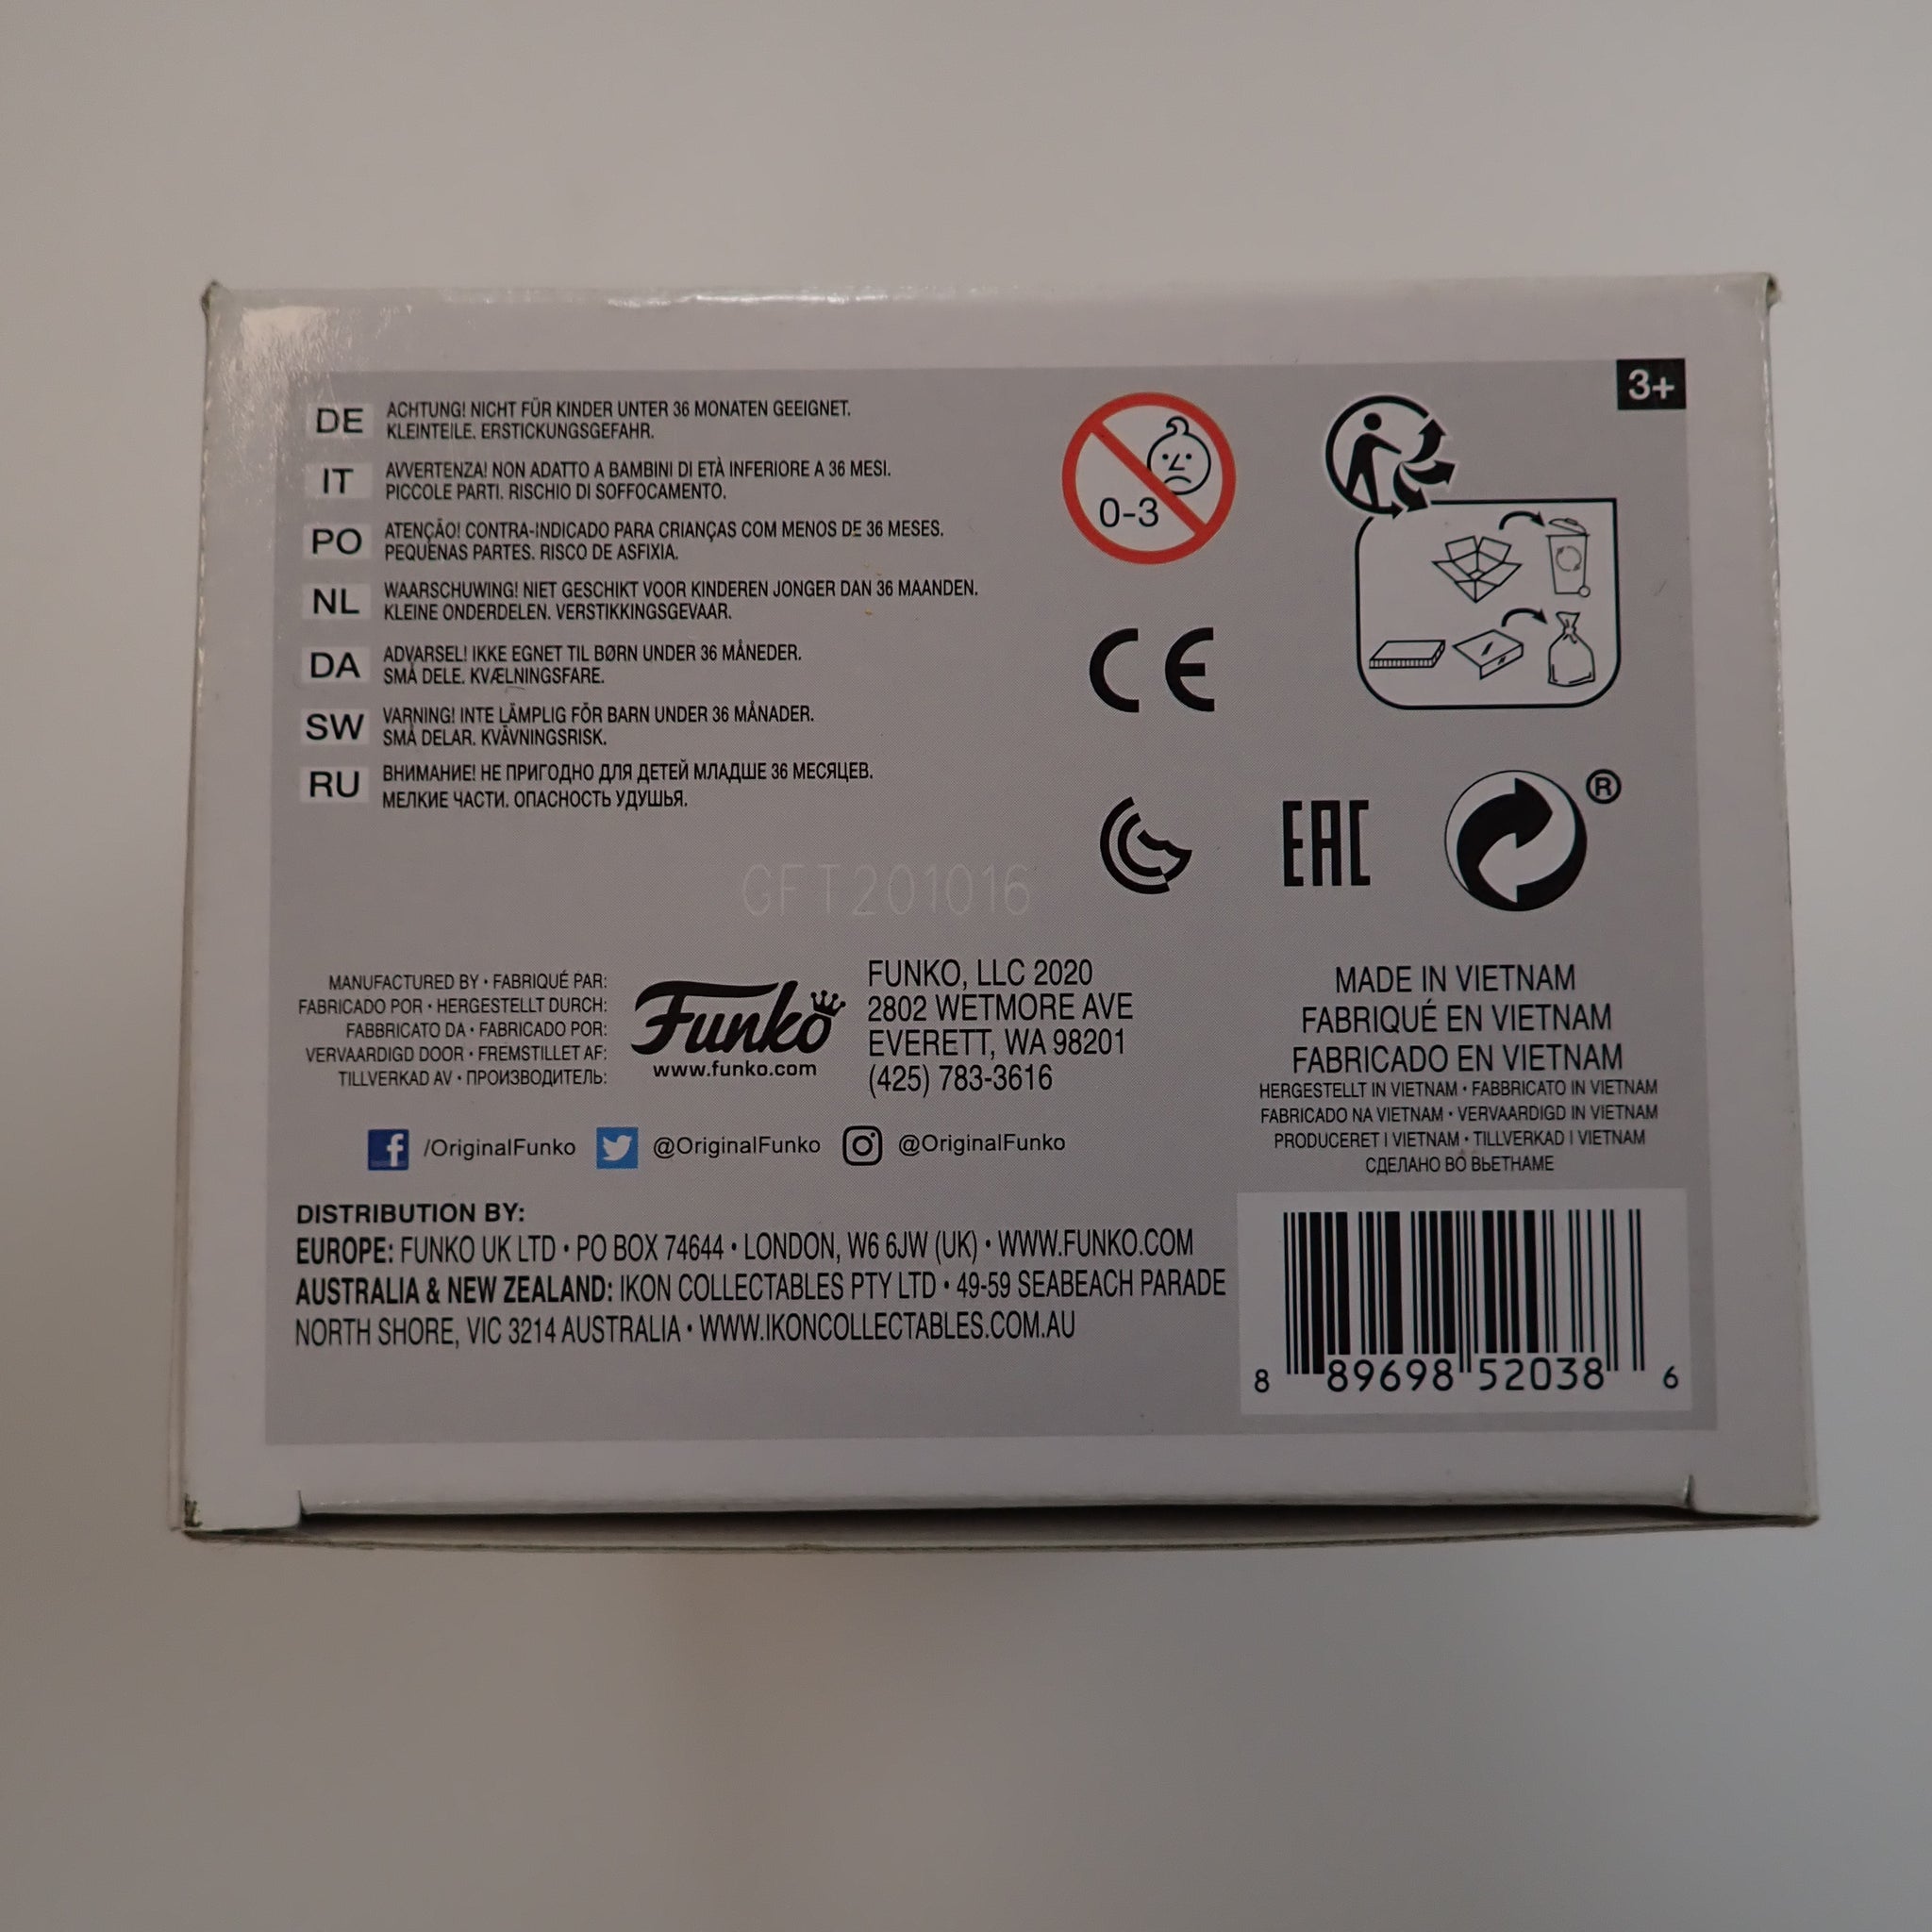 3+
DE ACHTUNG! NICHT FÜR KINDER UNTER 36 MONATEN GEEIGNET.
KLEINTEILE. ERSTICKUNGSGEFAHR.
IT AVVERTENZA! NON ADATTO A BAMBINI DI ETÀ INFERIORE A 36 MESI.
PICCOLE PARTI. RISCHIO DI SOFFOCAMENTO.
PO ATENÇÃO! CONTRA-INDICADO PARA CRIANÇAS COM MENOS DE 36 MESES.
PEQUENAS PARTES. RISCO DE ASFIXIA.
NL WAARSCHUWING! NIET GESCHIKT VOOR KINDEREN JONGER DAN 36 MAANDEN.
KLEINE ONDERDELEN. VERSTIKKINGSGEVAAR.
DA ADVARSEL! IKKE EGNET TIL BØRN UNDER 36 MÅNEDER.
SMÅ DELE. KVÆLNINGSFARE.
SW VARNING! INTE LÄMPLIG FÖR BARN UNDER 36 MÅNADER.
SMÅ DELAR. KVÄVNINGSRISK.
RU ВНИМАНИЕ! НЕ ПРИГОДНО ДЛЯ ДЕТЕЙ МЛАДШЕ 36 МЕСЯЦЕВ.
МЕЛКИЕ ЧАСТИ. ОПАСНОСТЬ УДУШЬЯ.
0-3
CE
EAC
®
GFT201016
MANUFACTURED BY • FABRIQUÉ PAR:
FABRICADO POR • HERGESTELLT DURCH:
FABBRICATO DA • FABRICADO POR:
VERVAARDIGD DOOR • FREMSTILLET AF:
TILLVERKAD AV • ПРОИЗВОДИТЕЛЬ:
Funko
www.funko.com
FUNKO, LLC 2020
2802 WETMORE AVE
EVERETT, WA 98201
(425) 783-3616
MADE IN VIETNAM
FABRIQUÉ EN VIETNAM
FABRICADO EN VIETNAM
HERGESTELLT IN VIETNAM • FABBRICATO IN VIETNAM
FABRICADO NA VIETNAM • VERVAARDIGD IN VIETNAM
PRODUCERET I VIETNAM • TILLVERKAD I VIETNAM
СДЕЛАНО ВО ВЬЕТНАМЕ
/OriginalFunko @OriginalFunko @OriginalFunko
DISTRIBUTION BY:
EUROPE: FUNKO UK LTD • PO BOX 74644 • LONDON, W6 6JW (UK) • WWW.FUNKO.COM
AUSTRALIA & NEW ZEALAND: IKON COLLECTABLES PTY LTD • 49-59 SEABEACH PARADE
NORTH SHORE, VIC 3214 AUSTRALIA • WWW.IKONCOLLECTABLES.COM.AU
8 89698 52038 6